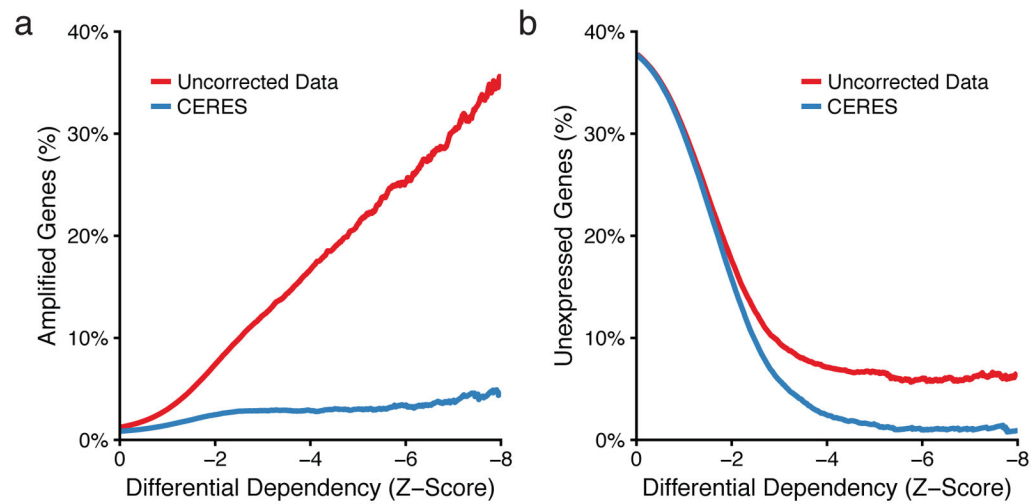 a
40%
30%
20%
10%
0%
Amplified Genes (%)
Uncorrected Data
CERES
0
−2
−4
−6
−8
Differential Dependency (Z−Score)
b
40%
30%
20%
10%
0%
Unexpressed Genes (%)
Uncorrected Data
CERES
0
−2
−4
−6
−8
Differential Dependency (Z−Score)